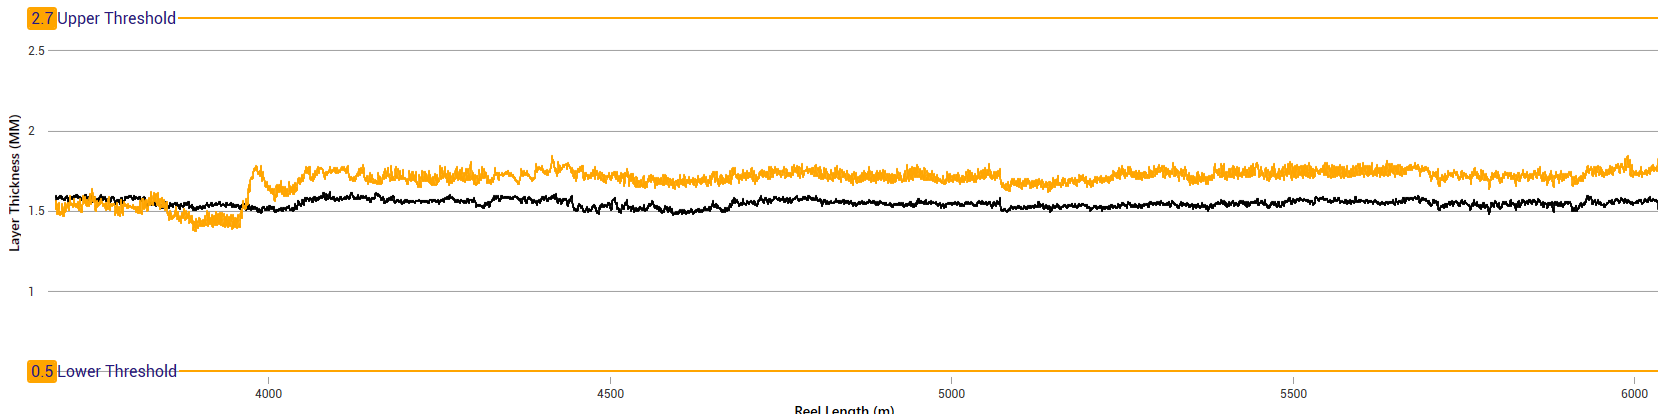 2.7 Upper Threshold
2.5
2
Layer Thickness (MM)
1.5
1
0.5 Lower Threshold
4000 4500 5000 5500 6000
Reel Length (m)